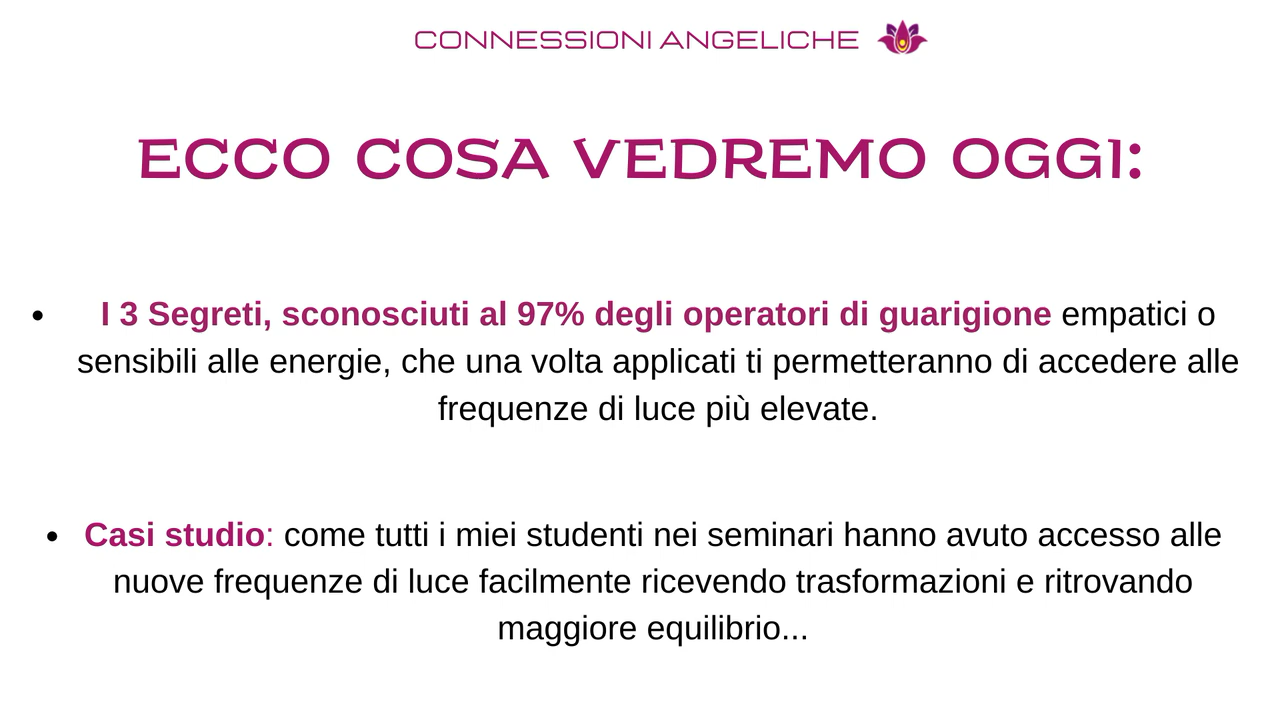 CONNESSIONI ANGELICHE
ECCO COSA VEDREMO OGGI:
• I 3 Segreti, sconosciuti al 97% degli operatori di guarigione empatici o
sensibili alle energie, che una volta applicati ti permetteranno di accedere alle
frequenze di luce più elevate.
• Casi studio: come tutti i miei studenti nei seminari hanno avuto accesso alle
nuove frequenze di luce facilmente ricevendo trasformazioni e ritrovando
maggiore equilibrio...